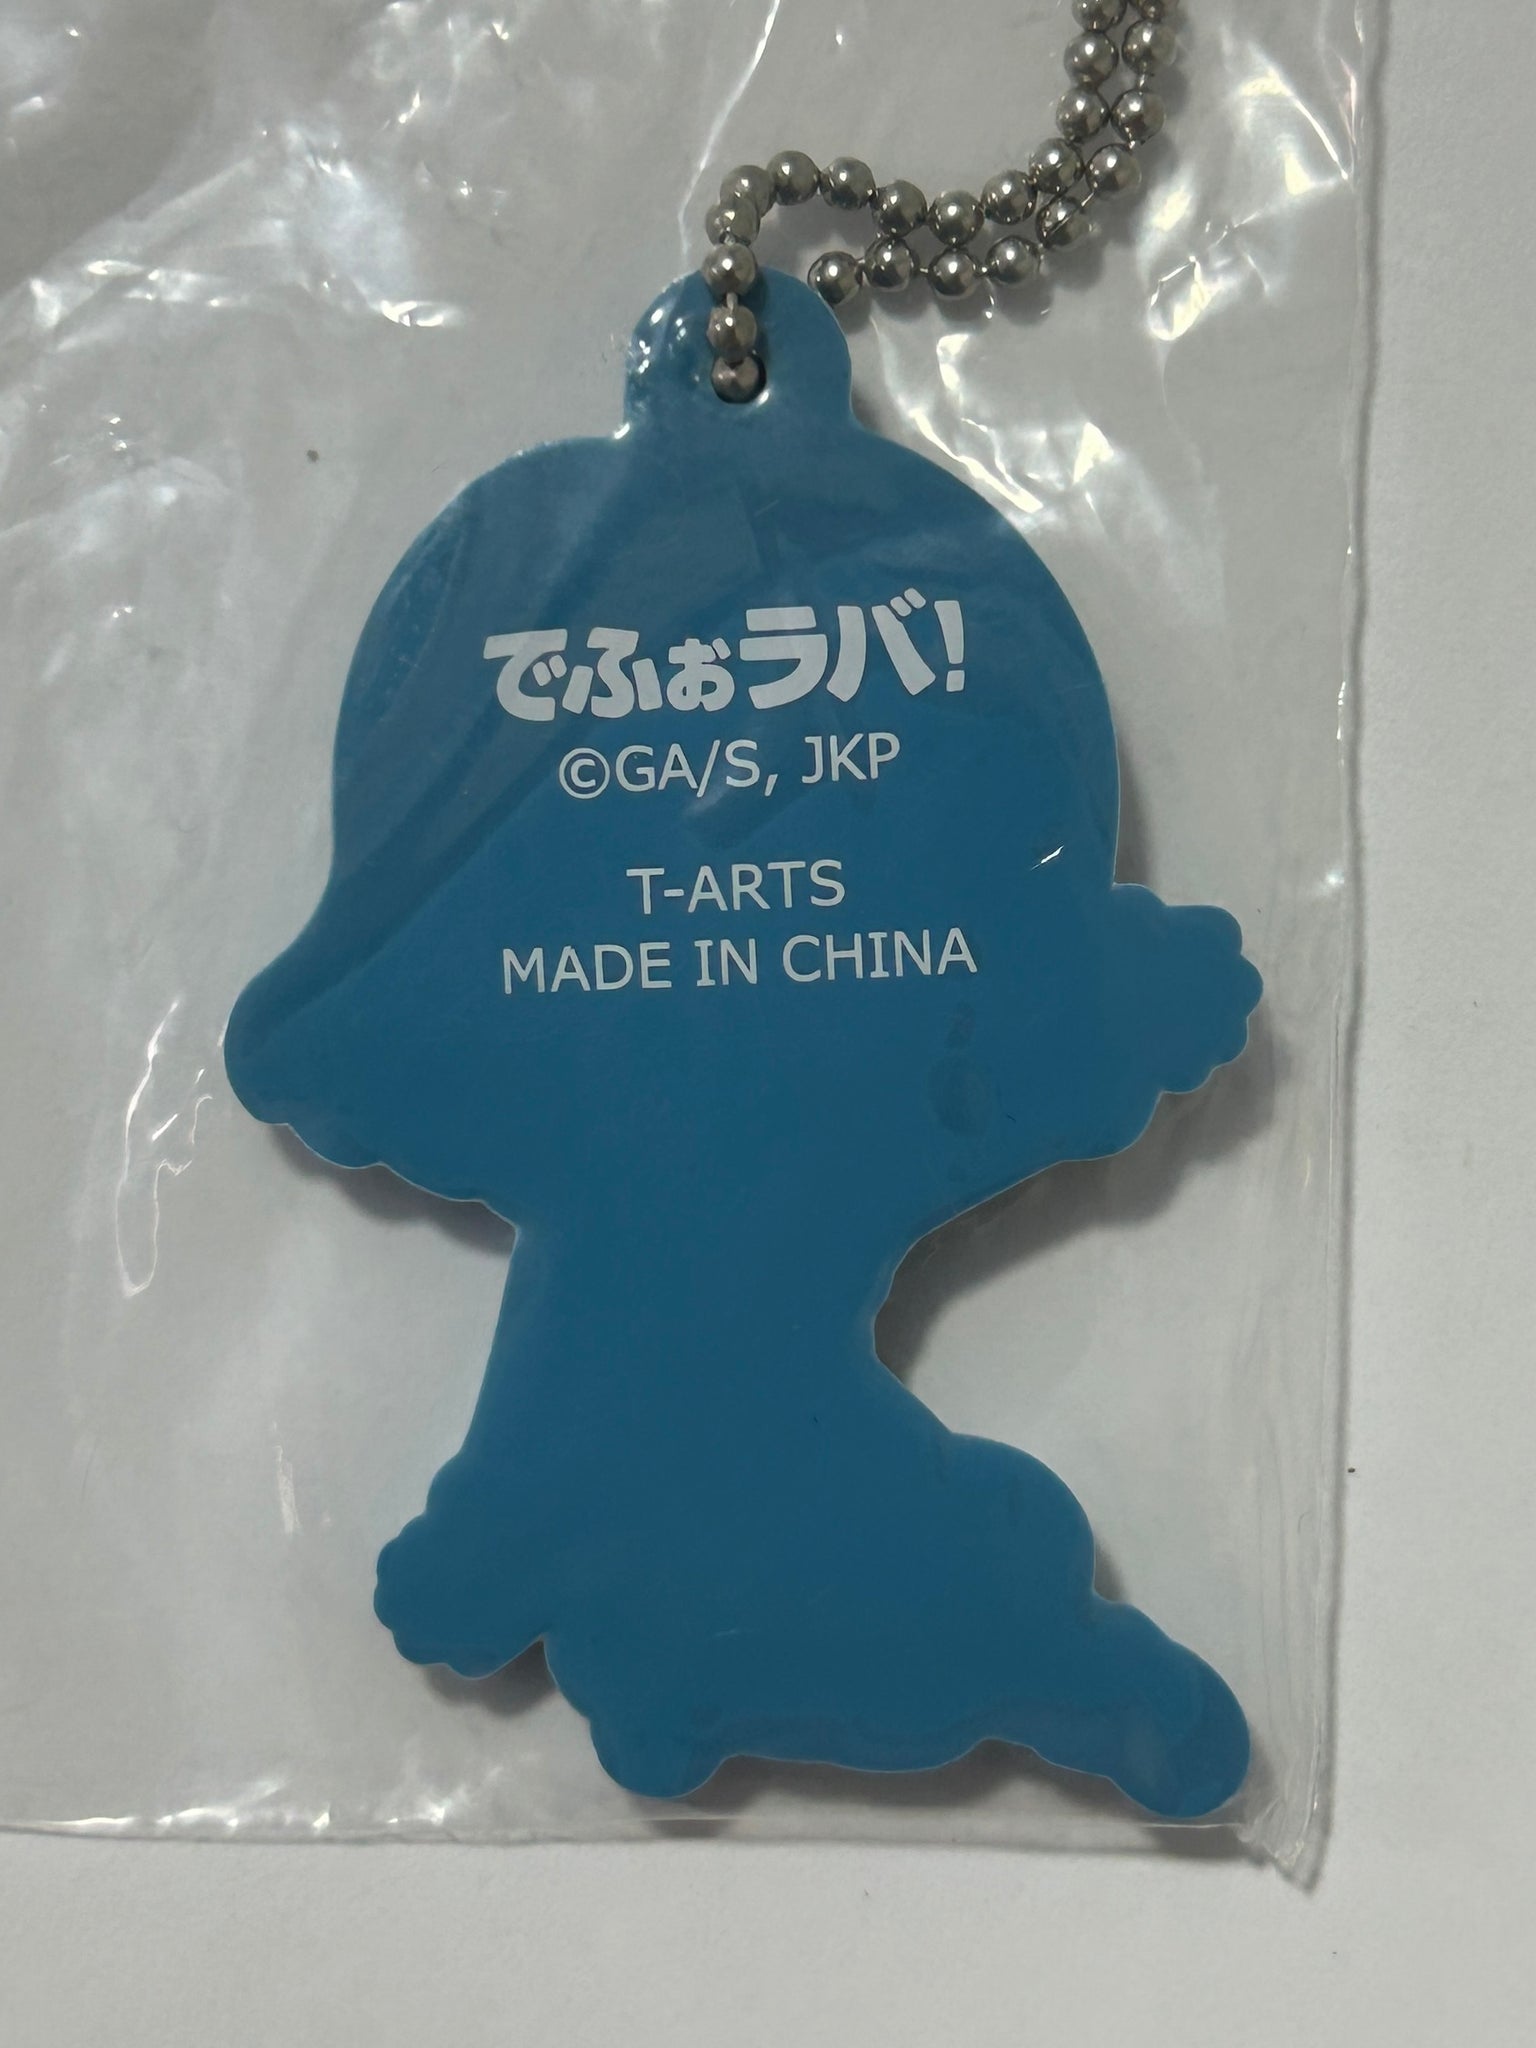 でふぉラバ!
©GA/S, JKP
T-ARTS
MADE IN CHINA